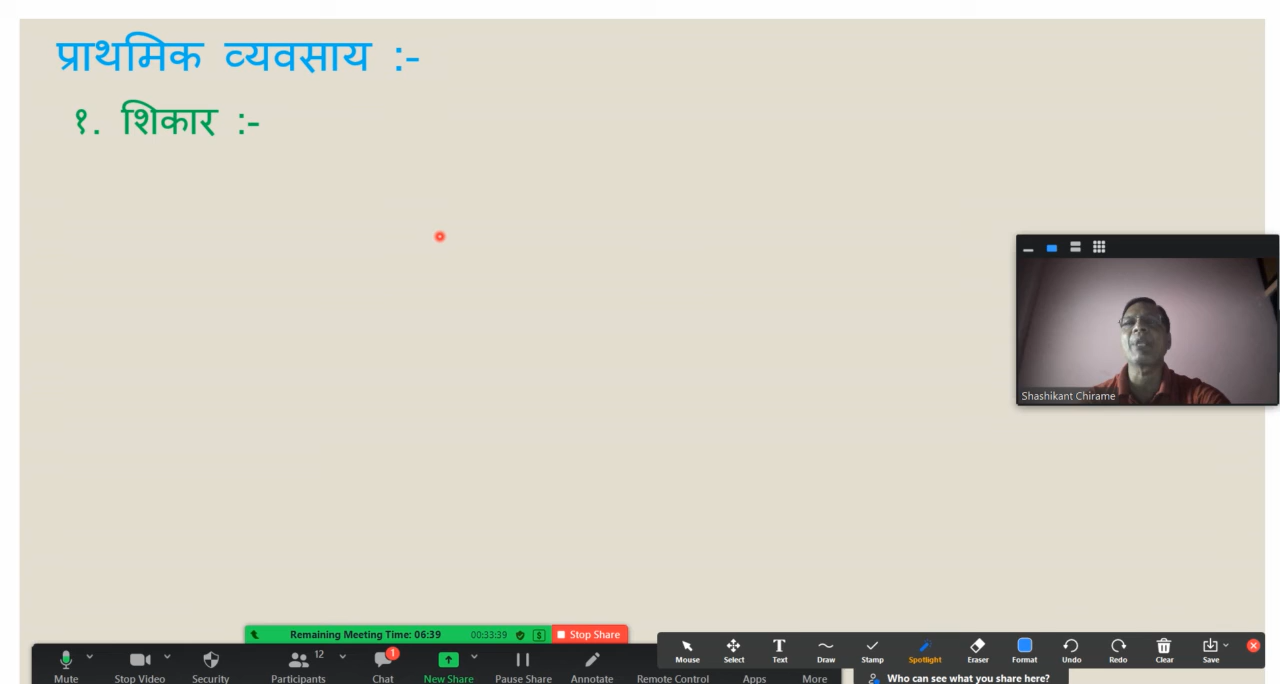 प्राथमिक व्यवसाय :-
१. शिकार :-
Shashikant Chirame
Remaining Meeting Time: 06:39 00:33:39 S Stop Share
Mouse Select Text Draw Stamp Spotlight Eraser Format Undo Redo Clear Save
12 1
Mute Stop Video Security Participants Chat New Share Pause Share Annotate Remote Control Apps More
Who can see what you share here?